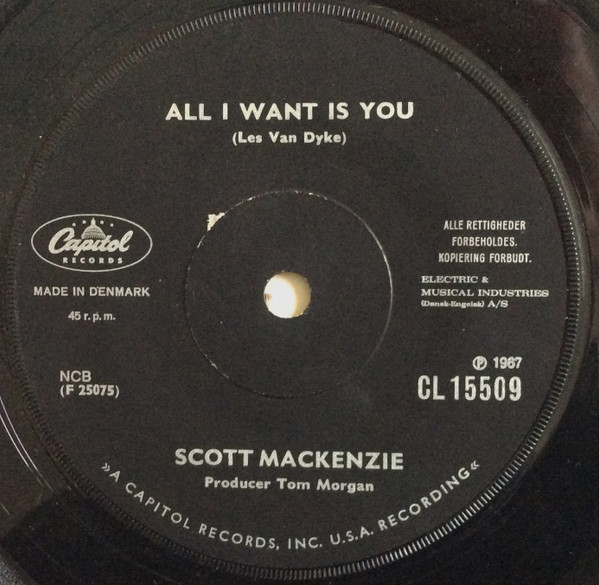 ALL I WANT IS YOU
(Les Van Dyke)
Capitol
RECORDS
MADE IN DENMARK
45 r.p.m.
NCB
(F 25075)
ALLE RETTIGHEDER
FORBEHOLDES.
KOPIERING FORBUDT.
ELECTRIC &
MUSICAL INDUSTRIES
(Dansk-Engelsk) A/S
Ⓟ 1967
CL 15509
SCOTT MACKENZIE
Producer Tom Morgan
»A CAPITOL RECORDS, INC. U.S.A. RECORDING«